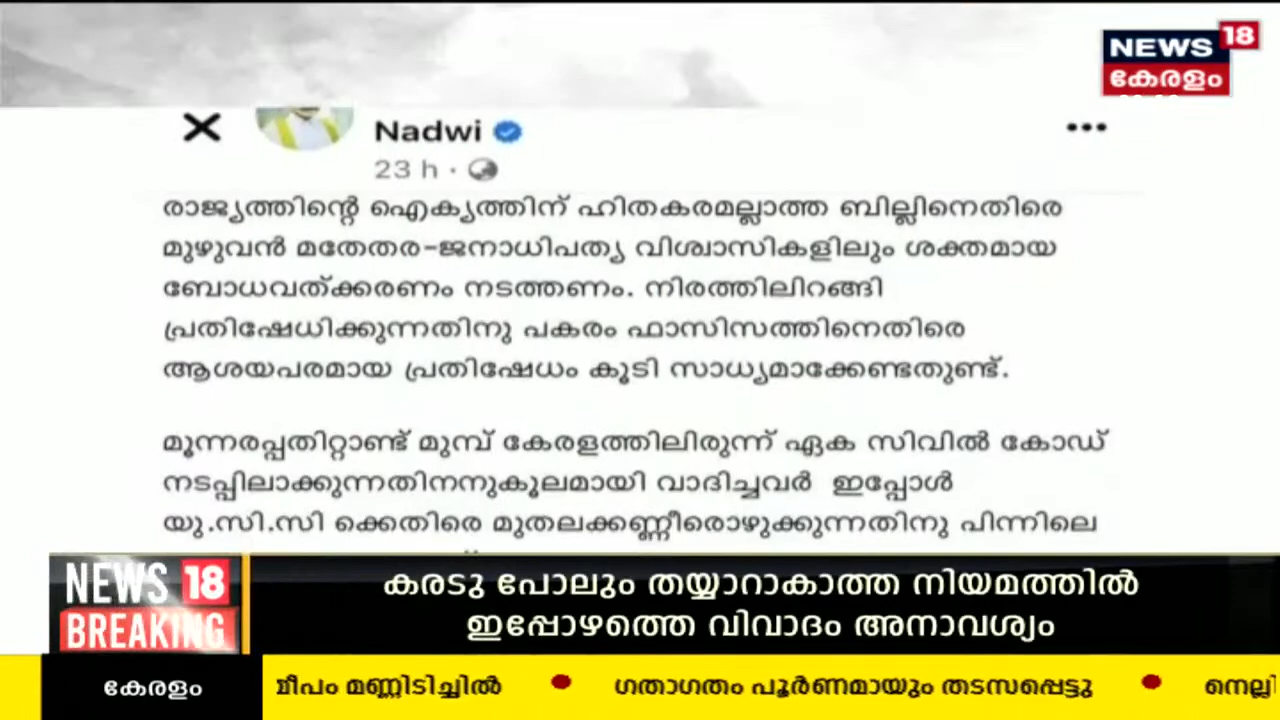 NEWS 18
കേരളം
Nadwi
23 h ·
രാജ്യത്തിന്റെ ഐക്യത്തിന് ഹിതകരമല്ലാത്ത ബില്ലിനെതിരെ
മുഴുവൻ മതേതര-ജനാധിപത്യ വിശ്വാസികളിലും ശക്തമായ
ബോധവത്ക്കരണം നടത്തണം. നിരത്തിലിറങ്ങി
പ്രതിഷേധിക്കുന്നതിനു പകരം ഫാസിസത്തിനെതിരെ
ആശയപരമായ പ്രതിഷേധം കൂടി സാധ്യമാക്കേണ്ടതുണ്ട്.
മൂന്നരപ്പതിറ്റാണ്ട് മുമ്പ് കേരളത്തിലിരുന്ന് ഏക സിവിൽ കോഡ്
നടപ്പിലാക്കുന്നതിനനുകൂലമായി വാദിച്ചവർ ഇപ്പോൾ
യു.സി.സി ക്കെതിരെ മുതലക്കണ്ണീരൊഴുക്കുന്നതിനു പിന്നിലെ
NEWS 18
BREAKING
കരടു പോലും തയ്യാറാകാത്ത നിയമത്തിൽ
ഇപ്പോഴത്തെ വിവാദം അനാവശ്യം
കേരളം
മീപം മണ്ണിടിച്ചിൽ • ഗതാഗതം പൂർണമായും തടസപ്പെട്ടു • നെല്ലി